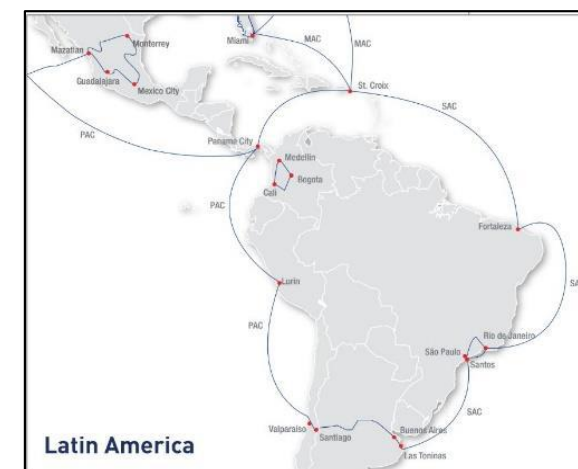 Miami
MAC
MAC
Monterrey
Mazatlan
Guadalajara
Mexico City
St. Croix
PAC
SAC
Panama City
Medellin
Bogota
Cali
PAC
Fortaleza
Lurin
SA
PAC
Rio de Janeiro
São Paulo
Santos
SAC
Valparaiso
Santiago
Buenos Aires
Las Toninas
Latin America